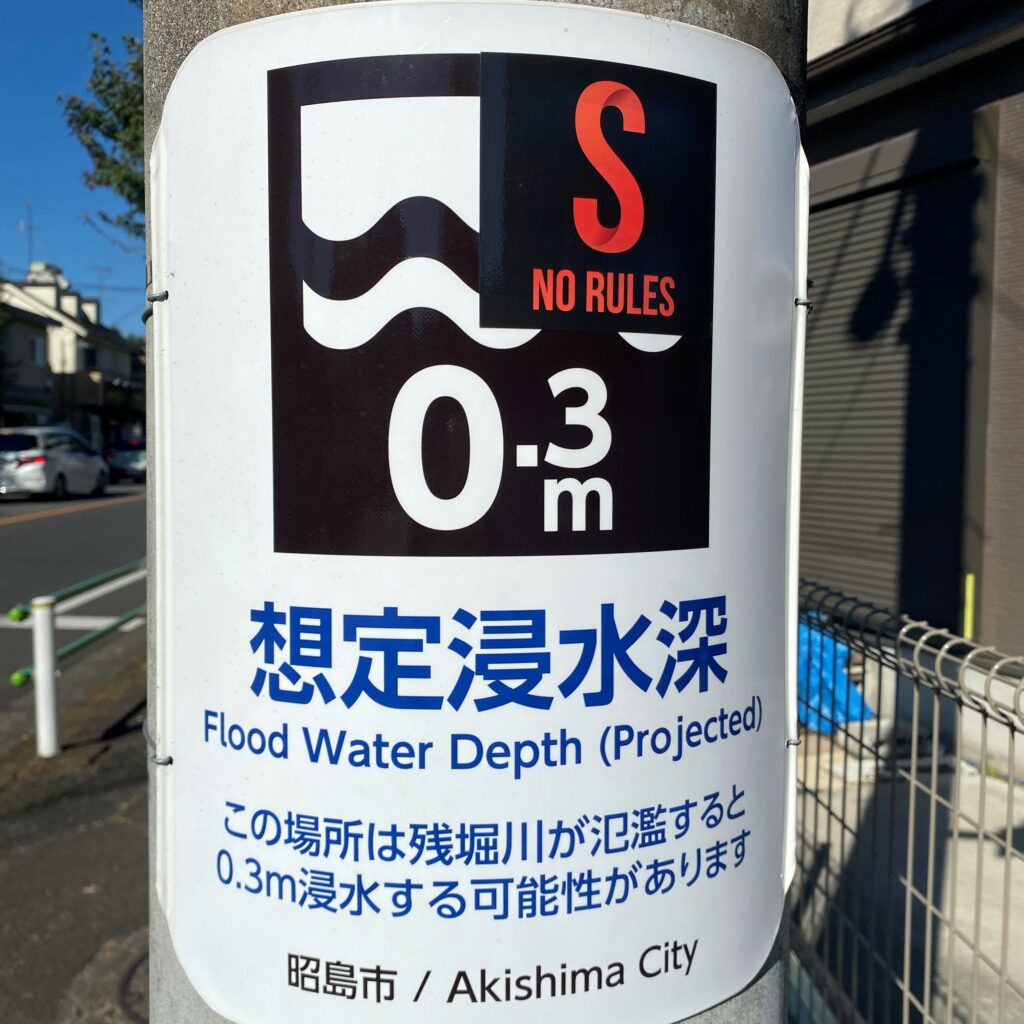 S
NO RULES
0.3m
想定浸水深
Flood Water Depth (Projected)
この場所は残堀川が氾濫すると
0.3m浸水する可能性があります
昭島市 / Akishima City